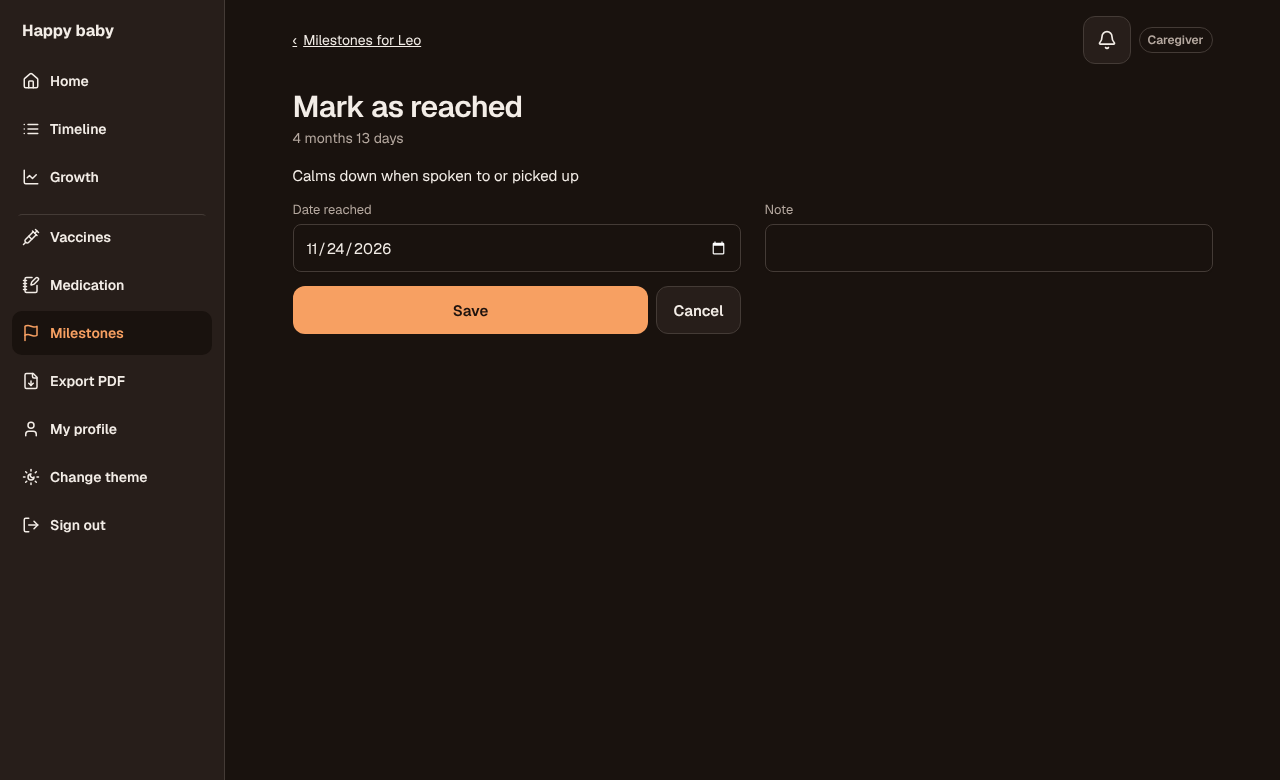 Happy baby
Home
Timeline
Growth
Vaccines
Medication
Milestones
Export PDF
My profile
Change theme
Sign out
‹ Milestones for Leo
Caregiver
Mark as reached
4 months 13 days
Calms down when spoken to or picked up
Date reached
Note
11/24/2026
Save
Cancel